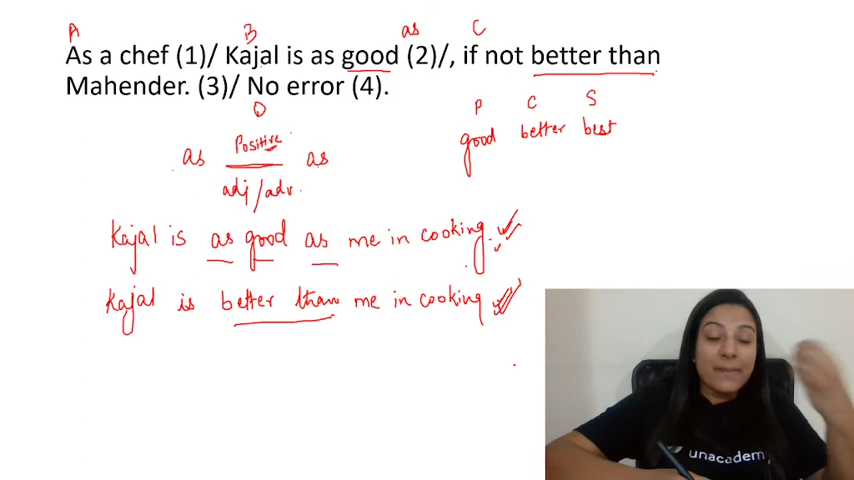 A B as C
As a chef (1)/ Kajal is as good (2)/, if not better than
Mahender. (3)/ No error (4).
D
P C S
good better best
as Positive as
adj/adv.
Kajal is as good as me in cooking.
Kajal is better than me in cooking
unacadem